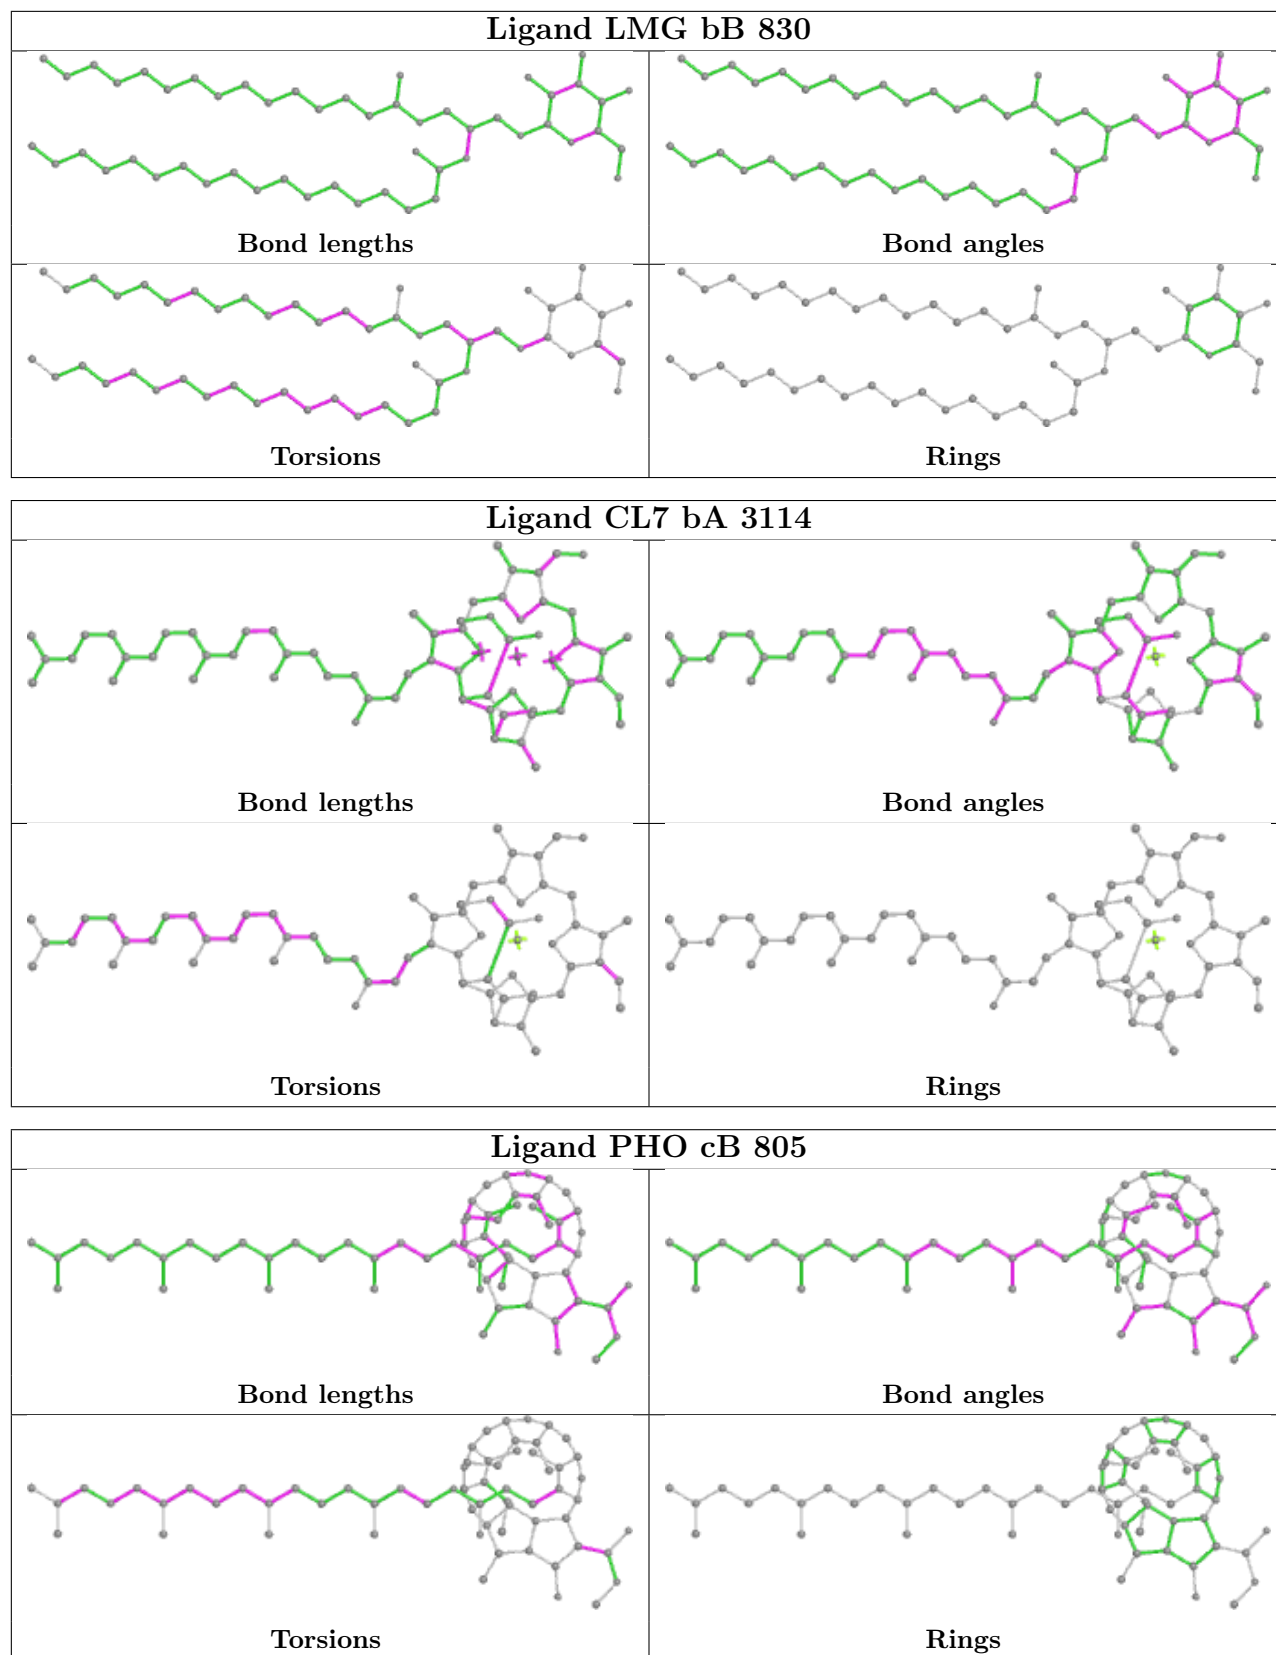 Ligand LMG bB 830
Bond lengths
Bond angles
Torsions
Rings
Ligand CL7 bA 3114
Bond lengths
Bond angles
Torsions
Rings
Ligand PHO cB 805
Bond lengths
Bond angles
Torsions
Rings